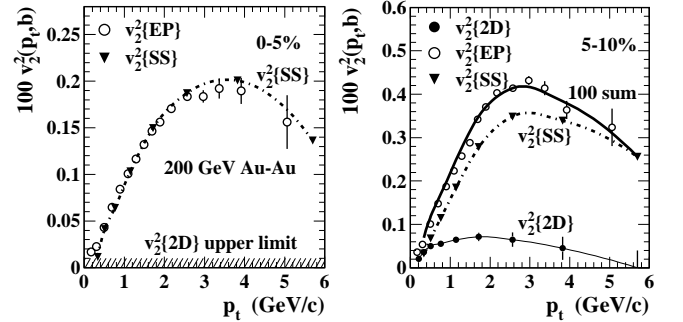 100 v₂²(pₜ,b)
0.25
0.2
0.15
0.1
0.05
0
0 1 2 3 4 5 6
pₜ (GeV/c)
v₂²{EP}
v₂²{SS}
0-5%
v₂²{SS}
200 GeV Au-Au
v₂²{2D} upper limit
100 v₂²(pₜ,b)
0.6
0.5
0.4
0.3
0.2
0.1
0
0 1 2 3 4 5 6
pₜ (GeV/c)
v₂²{2D}
v₂²{EP}
v₂²{SS}
5-10%
100 sum
v₂²{SS}
v₂²{2D}